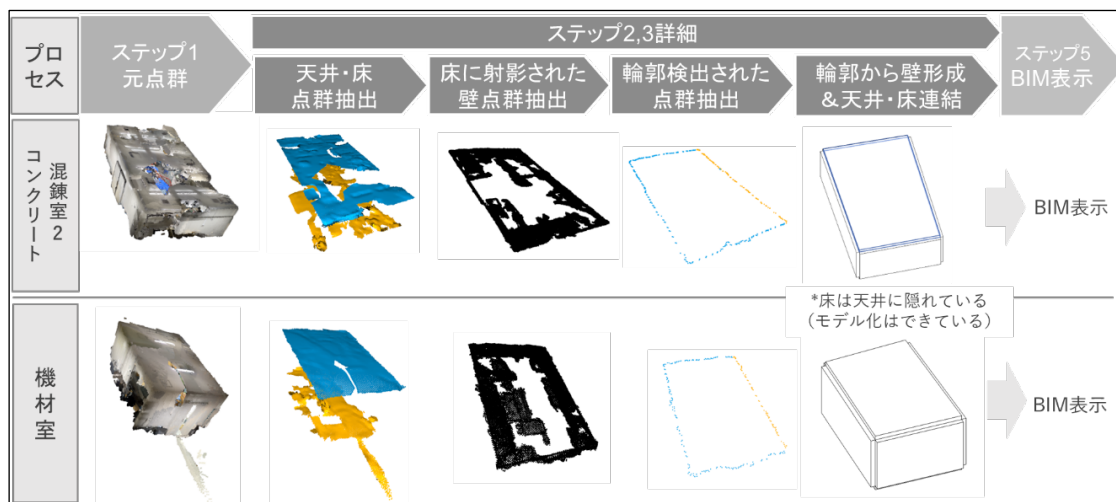 プロ
セス
ステップ1
元点群
ステップ2,3詳細
天井・床
点群抽出
床に射影された
壁点群抽出
輪郭検出された
点群抽出
輪郭から壁形成
＆天井・床連結
ステップ5
BIM表示
コンクリート
混錬室2
BIM表示
*床は天井に隠れている
（モデル化はできている）
機材室
BIM表示